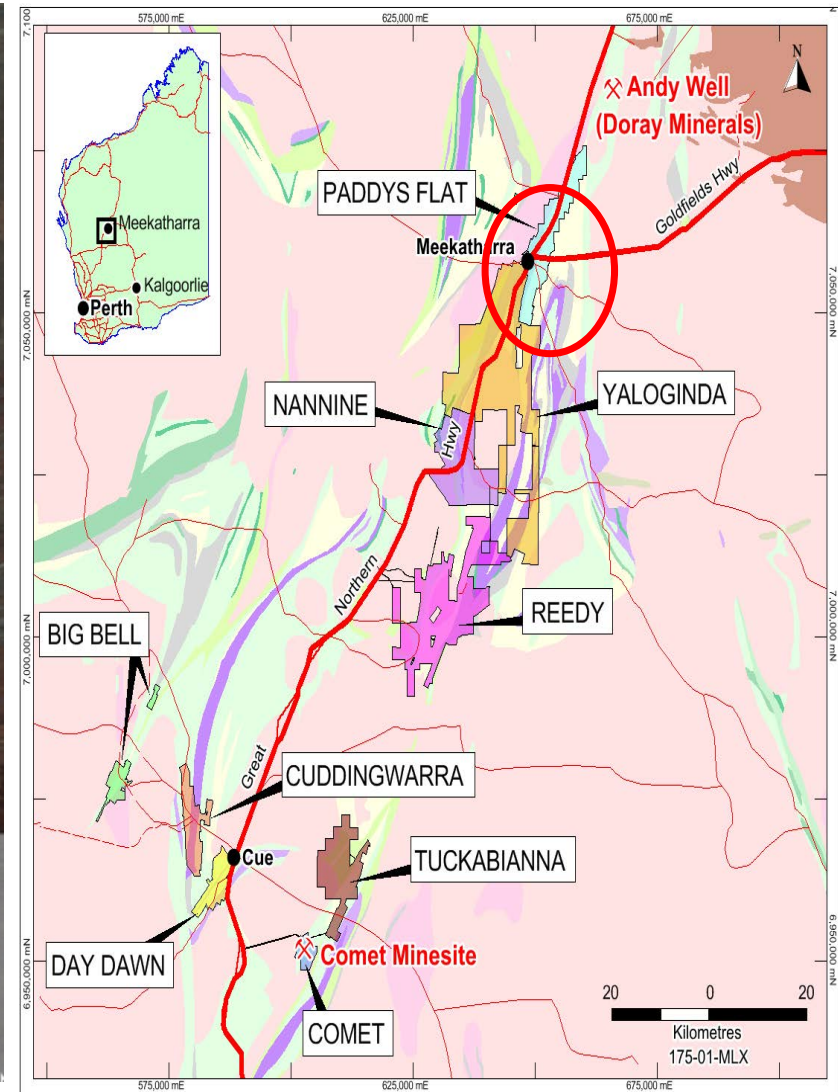 575,000 mE
625,000 mE
675,000 mE
N
Andy Well
(Doray Minerals)
PADDYS FLAT
Goldfields Hwy
Meekatharra
Meekatharra
Kalgoorlie
Perth
7,050,000 mN
7,050,000 mN
NANNINE
YALOGINDA
Hwy
Northern
REEDY
BIG BELL
7,000,000 mN
7,000,000 mN
Great
CUDDINGWARRA
Cue
TUCKABIANNA
DAY DAWN
Comet Minesite
6,950,000 mN
6,950,000 mN
COMET
20 0 20
Kilometres
175-01-MLX
575,000 mE
625,000 mE
675,000 mE